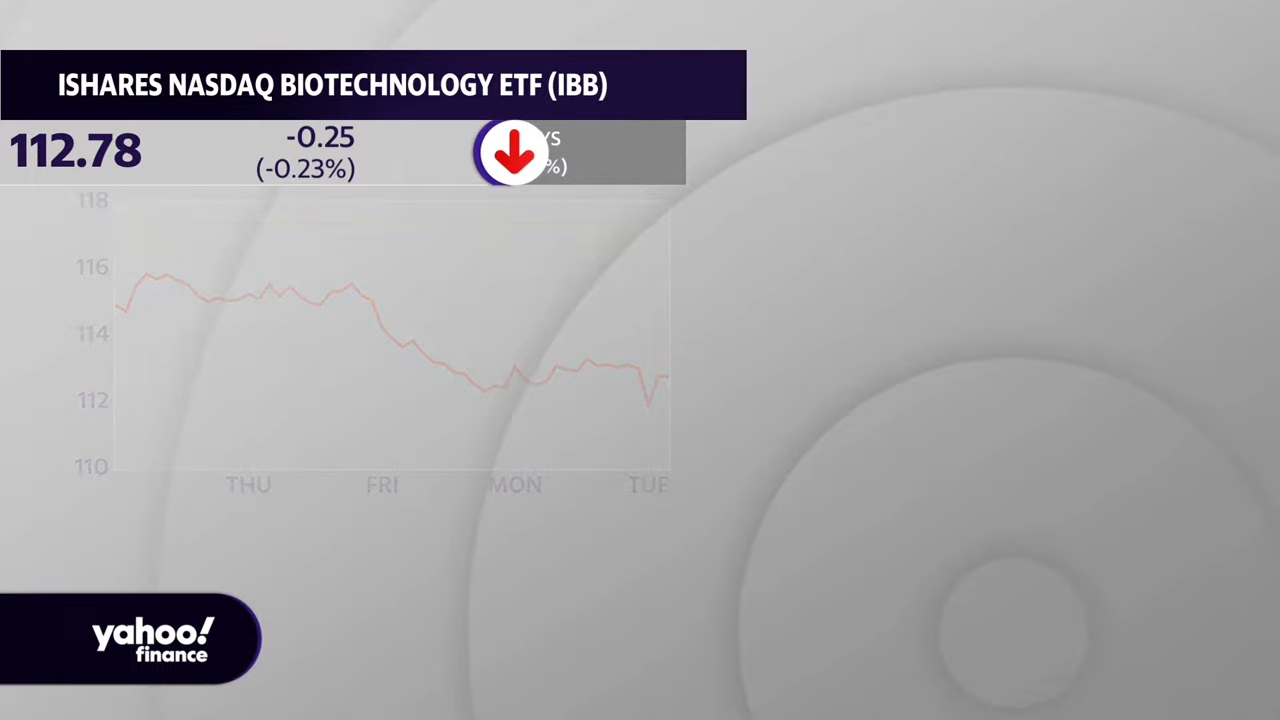 ISHARES NASDAQ BIOTECHNOLOGY ETF (IBB)
112.78
-0.25
(-0.23%)
%)
118
116
114
112
110
THU FRI MON TUE
yahoo!
finance